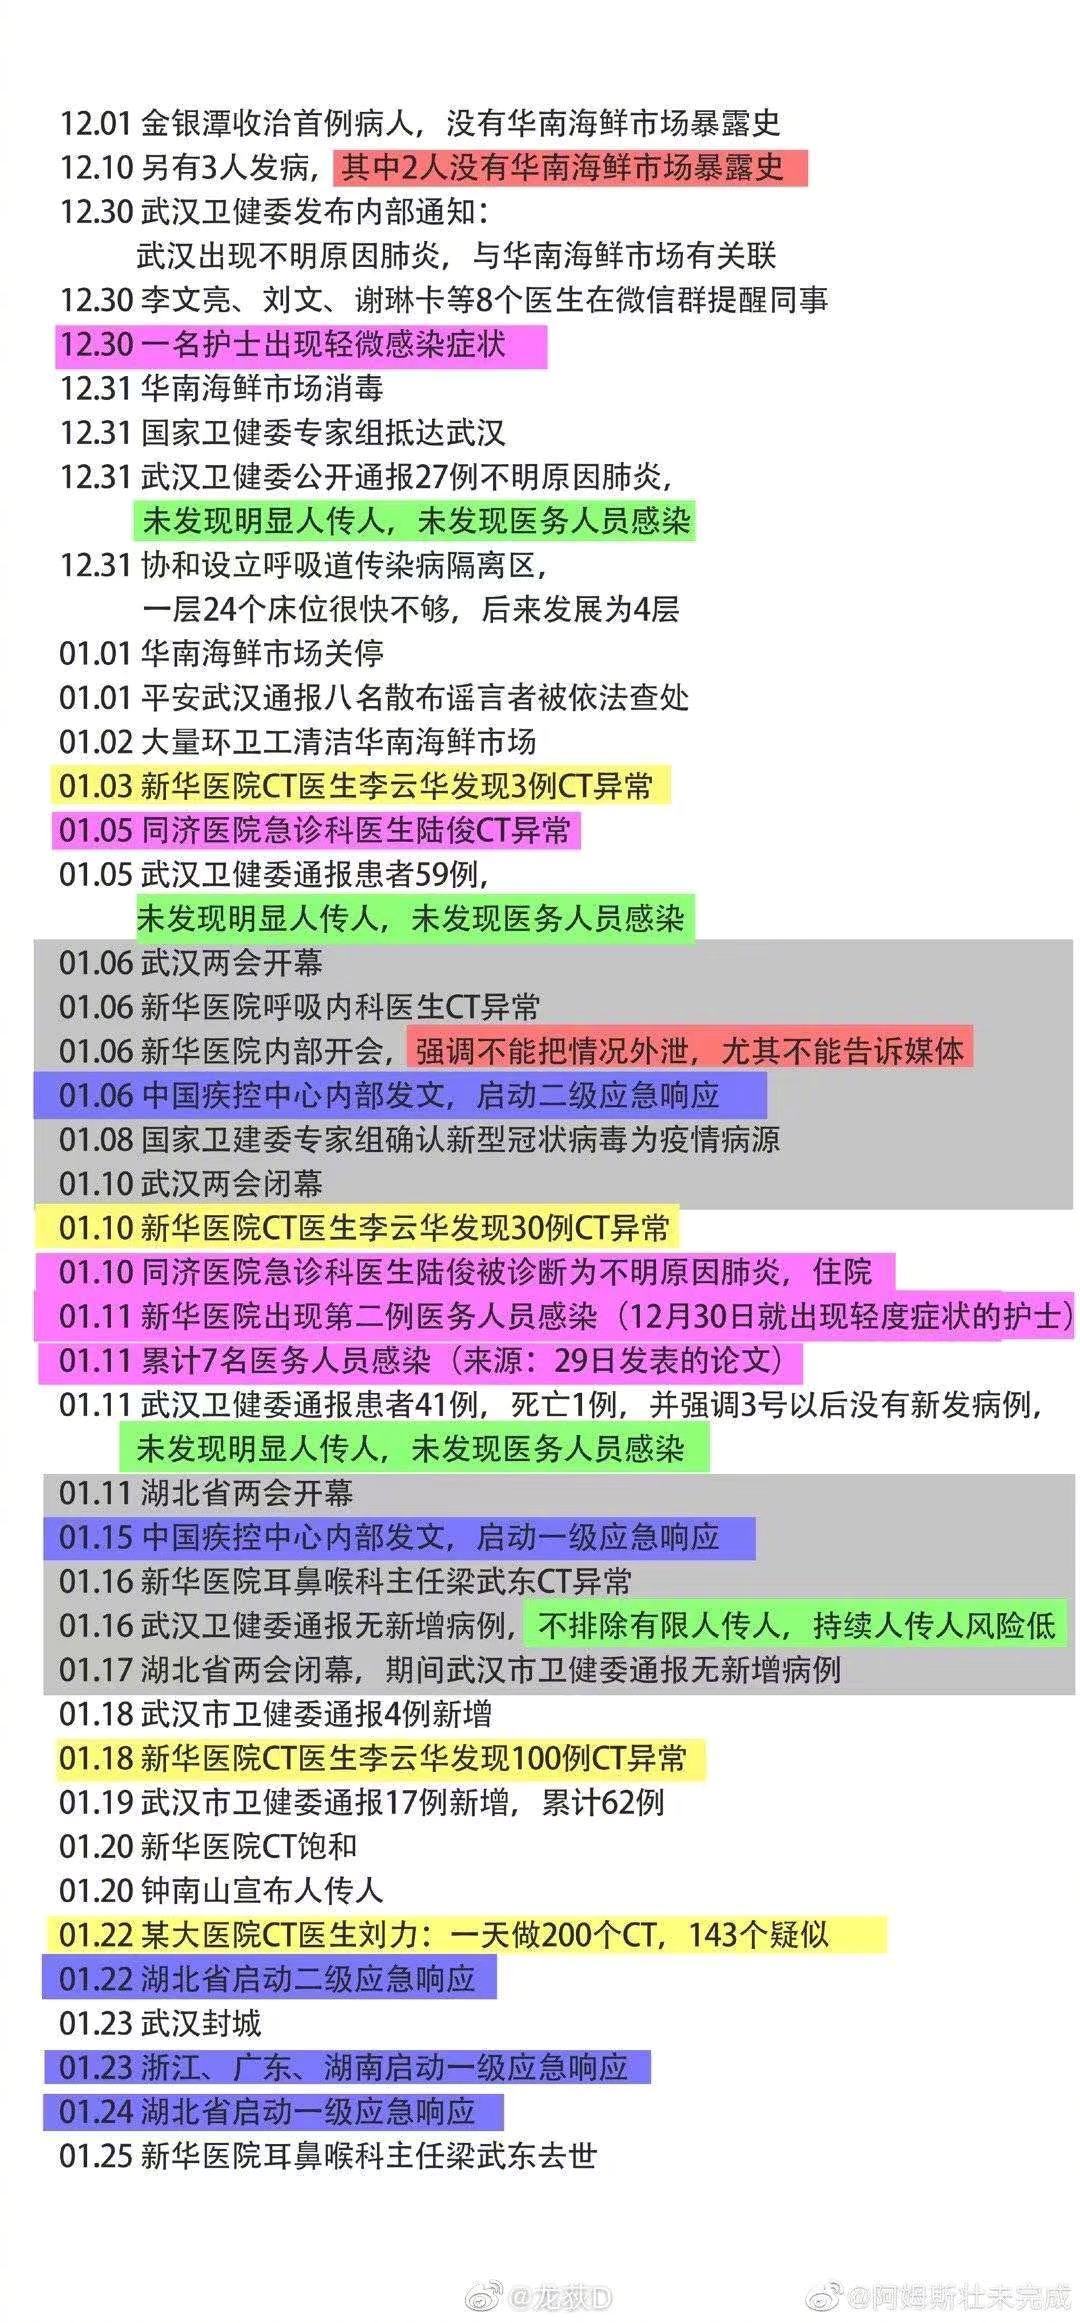 12.01 金银潭收治首例病人，没有华南海鲜市场暴露史
12.10 另有3人发病，其中2人没有华南海鲜市场暴露史
12.30 武汉卫健委发布内部通知：
武汉出现不明原因肺炎，与华南海鲜市场有关联
12.30 李文亮、刘文、谢琳卡等8个医生在微信群提醒同事
12.30 一名护士出现轻微感染症状
12.31 华南海鲜市场消毒
12.31 国家卫健委专家组抵达武汉
12.31 武汉卫健委公开通报27例不明原因肺炎，
未发现明显人传人，未发现医务人员感染
12.31 协和设立呼吸道传染病隔离区，
一层24个床位很快不够，后来发展为4层
01.01 华南海鲜市场关停
01.01 平安武汉通报八名散布谣言者被依法查处
01.02 大量环卫工清洁华南海鲜市场
01.03 新华医院CT医生李云华发现3例CT异常
01.05 同济医院急诊科医生陆俊CT异常
01.05 武汉卫健委通报患者59例，
未发现明显人传人，未发现医务人员感染
01.06 武汉两会开幕
01.06 新华医院呼吸内科医生CT异常
01.06 新华医院内部开会，强调不能把情况外泄，尤其不能告诉媒体
01.06 中国疾控中心内部发文，启动二级应急响应
01.08 国家卫建委专家组确认新型冠状病毒为疫情病源
01.10 武汉两会闭幕
01.10 新华医院CT医生李云华发现30例CT异常
01.10 同济医院急诊科医生陆俊被诊断为不明原因肺炎，住院
01.11 新华医院出现第二例医务人员感染（12月30日就出现轻度症状的护士）
01.11 累计7名医务人员感染（来源：29日发表的论文）
01.11 武汉卫健委通报患者41例，死亡1例，并强调3号以后没有新发病例，
未发现明显人传人，未发现医务人员感染
01.11 湖北省两会开幕
01.15 中国疾控中心内部发文，启动一级应急响应
01.16 新华医院耳鼻喉科主任梁武东CT异常
01.16 武汉卫健委通报无新增病例，不排除有限人传人，持续人传人风险低
01.17 湖北省两会闭幕，期间武汉市卫健委通报无新增病例
01.18 武汉市卫健委通报4例新增
01.18 新华医院CT医生李云华发现100例CT异常
01.19 武汉市卫健委通报17例新增，累计62例
01.20 新华医院CT饱和
01.20 钟南山宣布人传人
01.22 某大医院CT医生刘力：一天做200个CT，143个疑似
01.22 湖北省启动二级应急响应
01.23 武汉封城
01.23 浙江、广东、湖南启动一级应急响应
01.24 湖北省启动一级应急响应
01.25 新华医院耳鼻喉科主任梁武东去世
@龙荻D @阿姆斯壮未完成